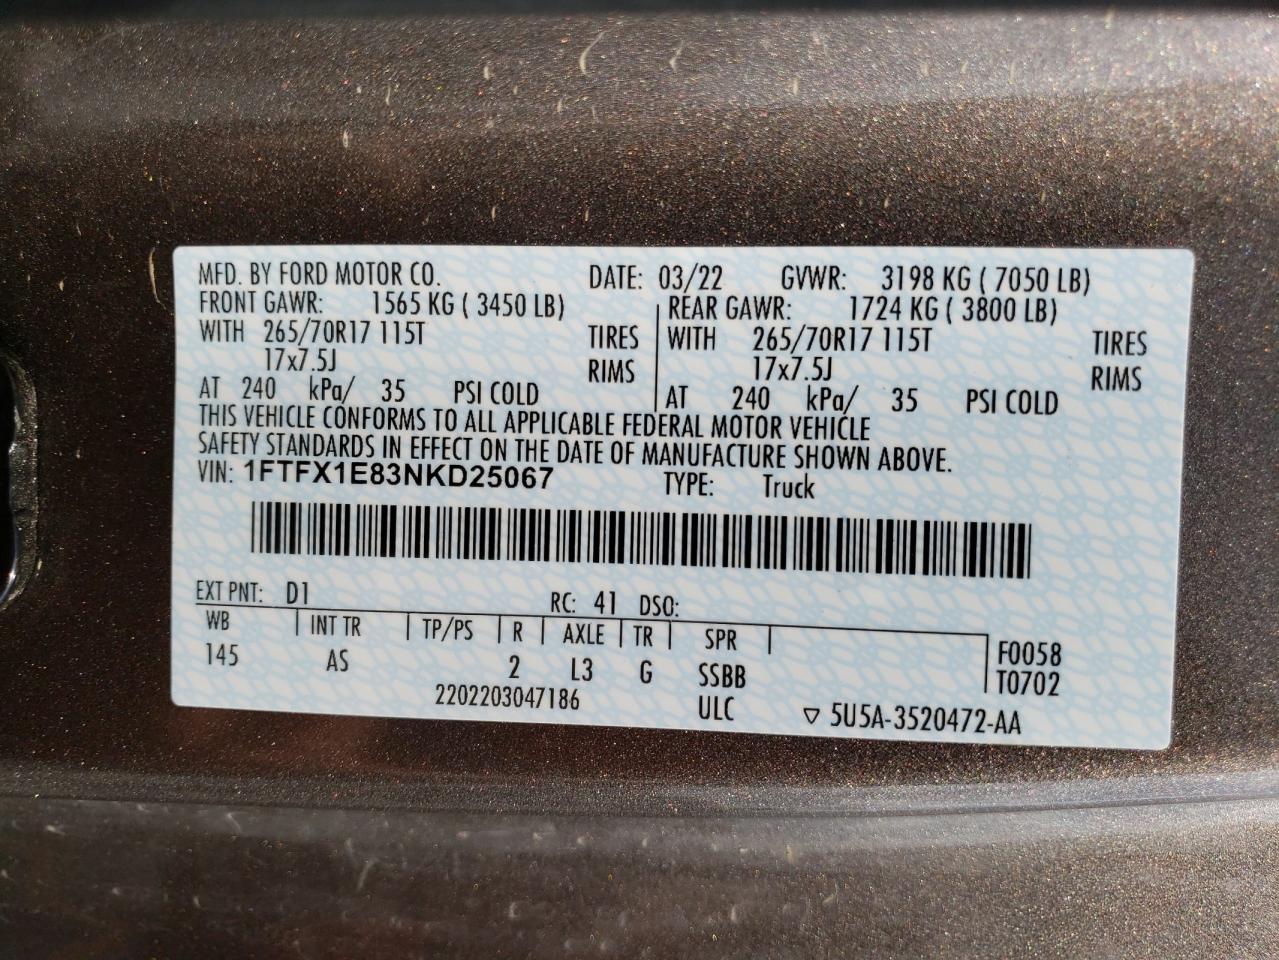 MFD. BY FORD MOTOR CO. DATE: 03/22 GVWR: 3198 KG ( 7050 LB)
FRONT GAWR: 1565 KG ( 3450 LB) REAR GAWR: 1724 KG ( 3800 LB)
WITH 265/70R17 115T TIRES WITH 265/70R17 115T TIRES
17x7.5J RIMS 17x7.5J RIMS
AT 240 kPa/ 35 PSI COLD AT 240 kPa/ 35 PSI COLD
THIS VEHICLE CONFORMS TO ALL APPLICABLE FEDERAL MOTOR VEHICLE
SAFETY STANDARDS IN EFFECT ON THE DATE OF MANUFACTURE SHOWN ABOVE.
VIN: 1FTFX1E83NKD25067 TYPE: Truck
EXT PNT: D1 RC: 41 DSO:
WB INT TR TP/PS R AXLE TR SPR F0058
145 AS 2 L3 G SSBB T0702
2202203047186 ULC ▽ 5U5A-3520472-AA